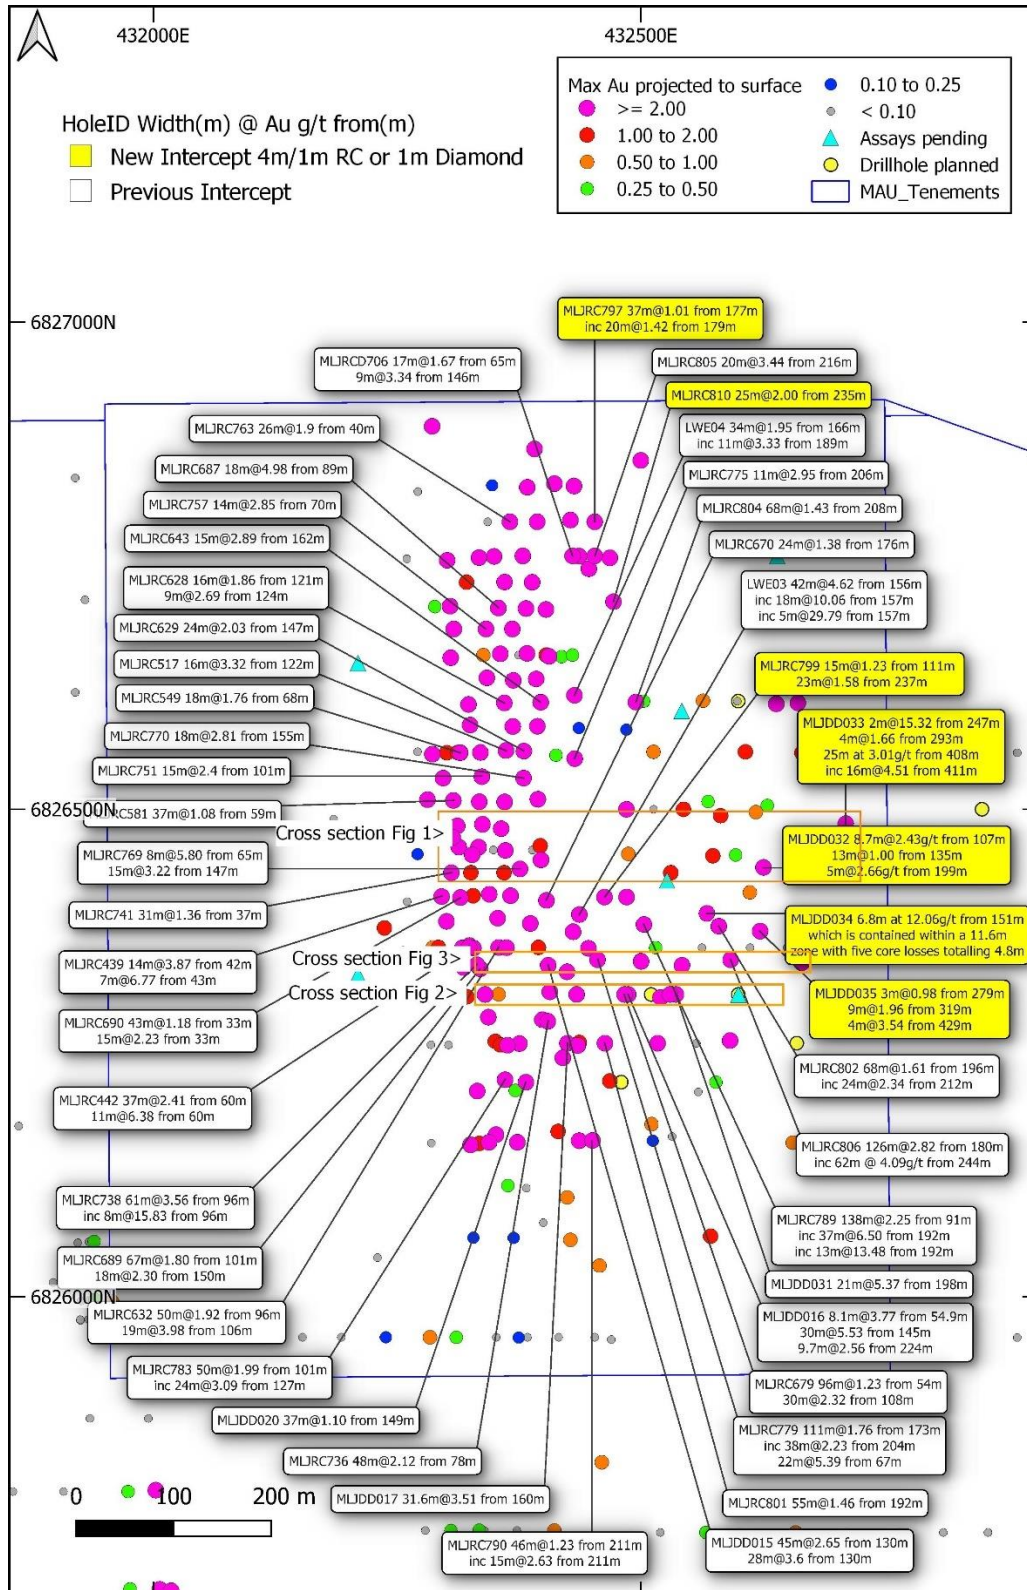 432000E
432500E
HoleID Width(m) @ Au g/t from(m)
New Intercept 4m/1m RC or 1m Diamond
Previous Intercept
Max Au projected to surface
>= 2.00
1.00 to 2.00
0.50 to 1.00
0.25 to 0.50
0.10 to 0.25
< 0.10
Assays pending
Drillhole planned
MAU_Tenements
6827000N
MLJRC797 37m@1.01 from 177m
inc 20m@1.42 from 179m
MLJRCD706 17m@1.67 from 65m
9m@3.34 from 146m
MLJRC805 20m@3.44 from 216m
MLJRC810 25m@2.00 from 235m
MLJRC763 26m@1.9 from 40m
LWE04 34m@1.95 from 166m
inc 11m@3.33 from 189m
MLJRC687 18m@4.98 from 89m
MLJRC775 11m@2.95 from 206m
MLJRC757 14m@2.85 from 70m
MLJRC804 68m@1.43 from 208m
MLJRC643 15m@2.89 from 162m
MLJRC670 24m@1.38 from 176m
MLJRC628 16m@1.86 from 121m
9m@2.69 from 124m
LWE03 42m@4.62 from 156m
inc 18m@10.06 from 157m
inc 5m@29.79 from 157m
MLJRC629 24m@2.03 from 147m
MLJRC517 16m@3.32 from 122m
MLJRC799 15m@1.23 from 111m
23m@1.58 from 237m
MLJRC549 18m@1.76 from 68m
MLJDD033 2m@15.32 from 247m
4m@1.66 from 293m
25m at 3.01g/t from 408m
inc 16m@4.51 from 411m
MLJRC770 18m@2.81 from 155m
MLJRC751 15m@2.4 from 101m
6826500N
RC581 37m@1.08 from 59m
Cross section Fig 1>
MLJDD032 8.7m@2.43g/t from 107m
13m@1.00 from 135m
5m@2.66g/t from 199m
MLJRC769 8m@5.80 from 65m
15m@3.22 from 147m
MLJRC741 31m@1.36 from 37m
MLJDD034 6.8m at 12.06g/t from 151m
which is contained within a 11.6m
zone with five core losses totalling 4.8m
MLJRC439 14m@3.87 from 42m
7m@6.77 from 43m
Cross section Fig 3>
Cross section Fig 2>
MLJDD035 3m@0.98 from 279m
9m@1.96 from 319m
4m@3.54 from 429m
MLJRC690 43m@1.18 from 33m
15m@2.23 from 33m
MLJRC802 68m@1.61 from 196m
inc 24m@2.34 from 212m
MLJRC442 37m@2.41 from 60m
11m@6.38 from 60m
MLJRC806 126m@2.82 from 180m
inc 62m @ 4.09g/t from 244m
MLJRC738 61m@3.56 from 96m
inc 8m@15.83 from 96m
MLJRC789 138m@2.25 from 91m
inc 37m@6.50 from 192m
inc 13m@13.48 from 192m
MLJRC689 67m@1.80 from 101m
18m@2.30 from 150m
MLJDD031 21m@5.37 from 198m
6826000N
MLJRC632 50m@1.92 from 96m
19m@3.98 from 106m
MLJDD016 8.1m@3.77 from 54.9m
30m@5.53 from 145m
9.7m@2.56 from 224m
MLJRC783 50m@1.99 from 101m
inc 24m@3.09 from 127m
MLJRC679 96m@1.23 from 54m
30m@2.32 from 108m
MLJDD020 37m@1.10 from 149m
MLJRC779 111m@1.76 from 173m
inc 38m@2.23 from 204m
22m@5.39 from 67m
MLJRC736 48m@2.12 from 78m
MLJDD017 31.6m@3.51 from 160m
MLJRC801 55m@1.46 from 192m
0 100 200 m
MLJRC790 46m@1.23 from 211m
inc 15m@2.63 from 211m
MLJDD015 45m@2.65 from 130m
28m@3.6 from 130m